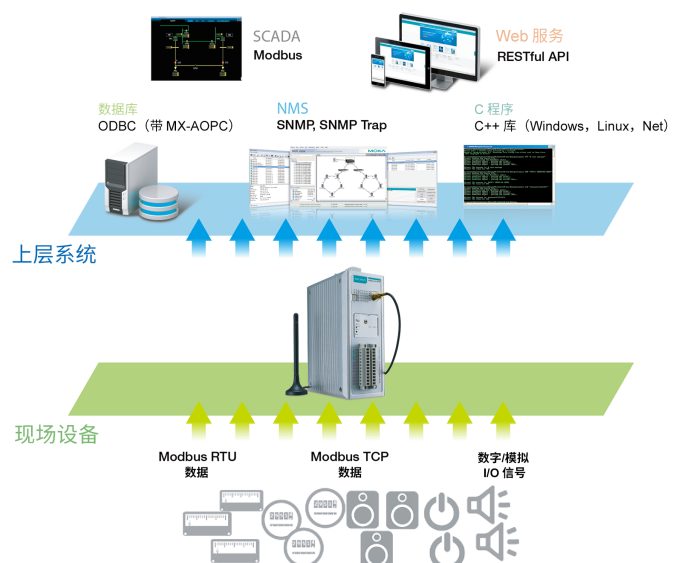 SCADA
Modbus
Web 服务
RESTful API
数据库
ODBC（带 MX-AOPC）
NMS
SNMP, SNMP Trap
C 程序
C++ 库（Windows，Linux，Net）
MOXA
上层系统
现场设备
Modbus RTU
数据
Modbus TCP
数据
数字/模拟
I/O 信号